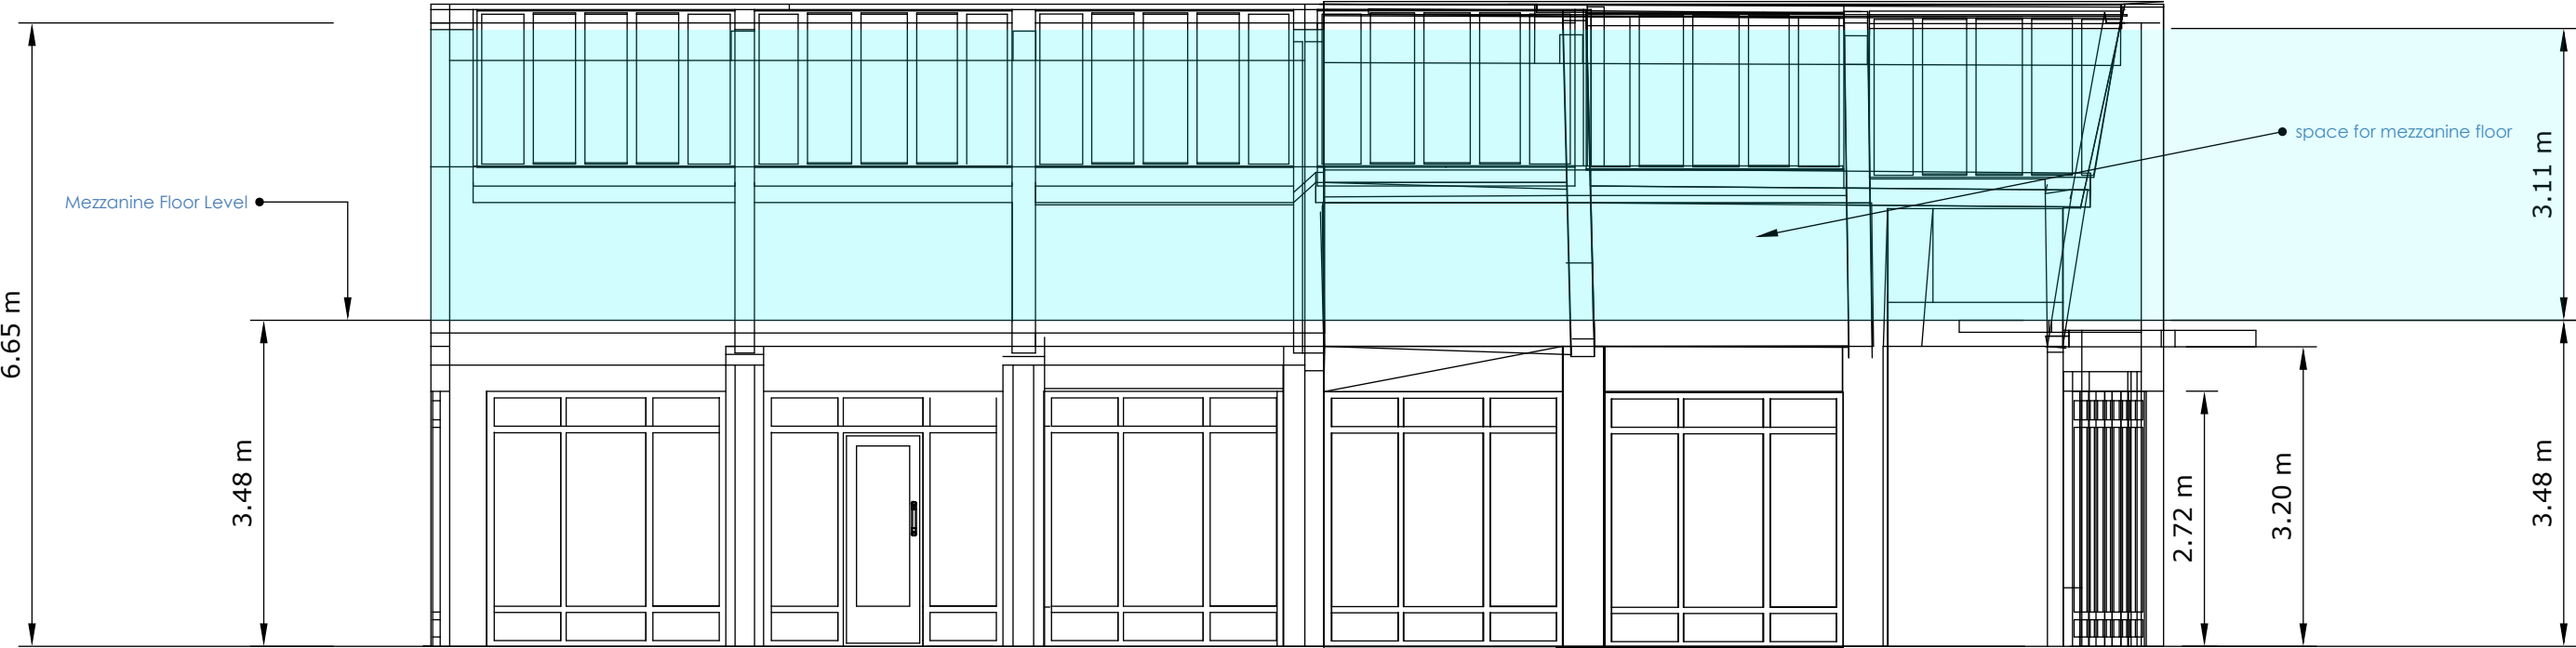 6.65 m
Mezzanine Floor Level
3.48 m
space for mezzanine floor
3.11 m
2.72 m
3.20 m
3.48 m